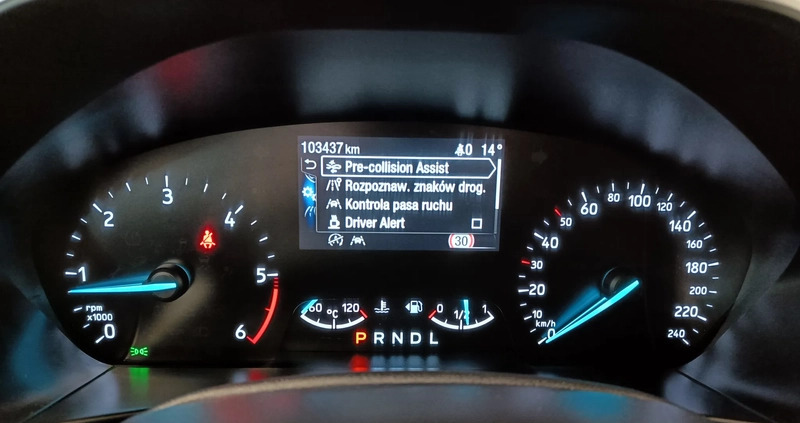 103437 km 40 14°
Pre-collision Assist
Rozpoznaw. znaków drog.
Kontrola pasa ruchu
Driver Alert
30
0 1 2 3 4 5 6
rpm
x1000
60 °C 120
0 1/2 1
P R N D L
0 10 20 30 40 50 60 80 100 120 140 160 180 200 220 240
km/h